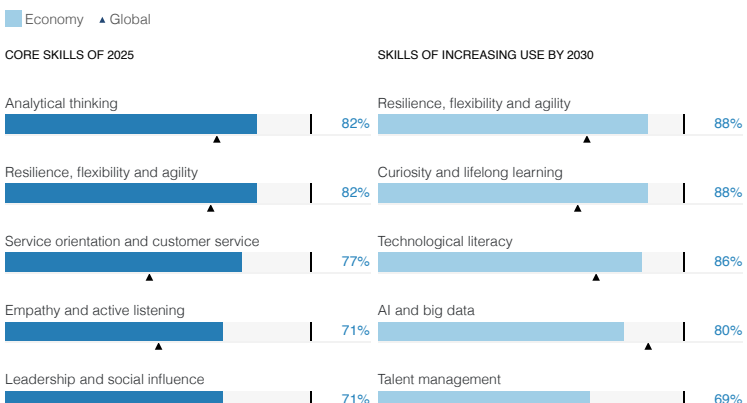 Economy Global
CORE SKILLS OF 2025
Analytical thinking
82%
Resilience, flexibility and agility
82%
Service orientation and customer service
77%
Empathy and active listening
71%
Leadership and social influence
71%
SKILLS OF INCREASING USE BY 2030
Resilience, flexibility and agility
88%
Curiosity and lifelong learning
88%
Technological literacy
86%
AI and big data
80%
Talent management
69%